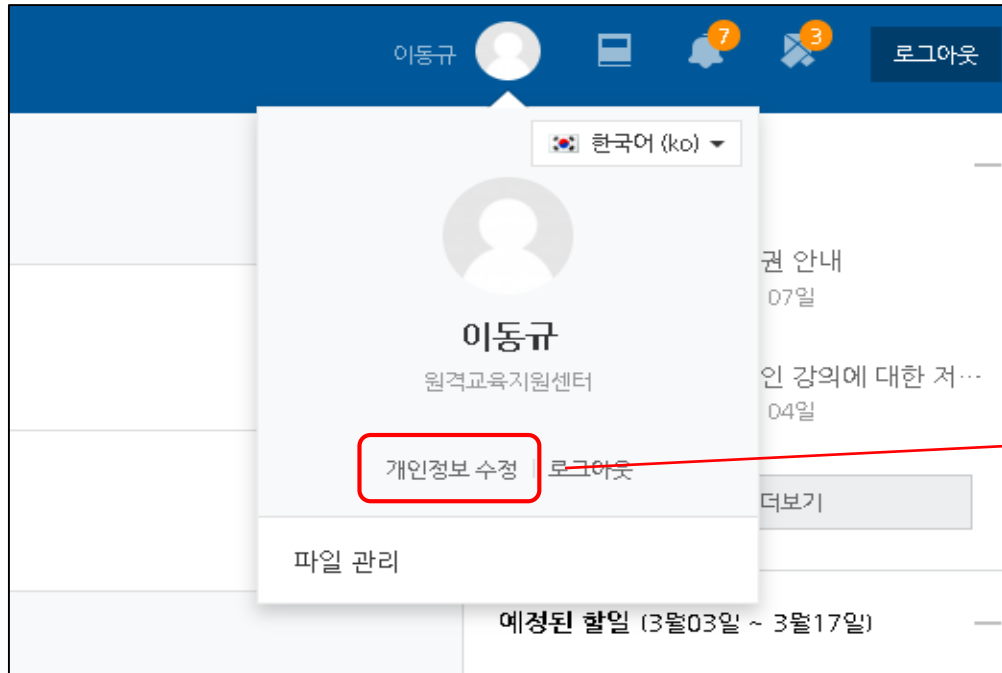 이동규 7 3 로그아웃
한국어 (ko)
이동규
원격교육지원센터
개인정보 수정 로그아웃
파일 관리
권 안내
07일
인 강의에 대한 저…
04일
더보기
예정된 할일 (3월03일 ~ 3월17일)